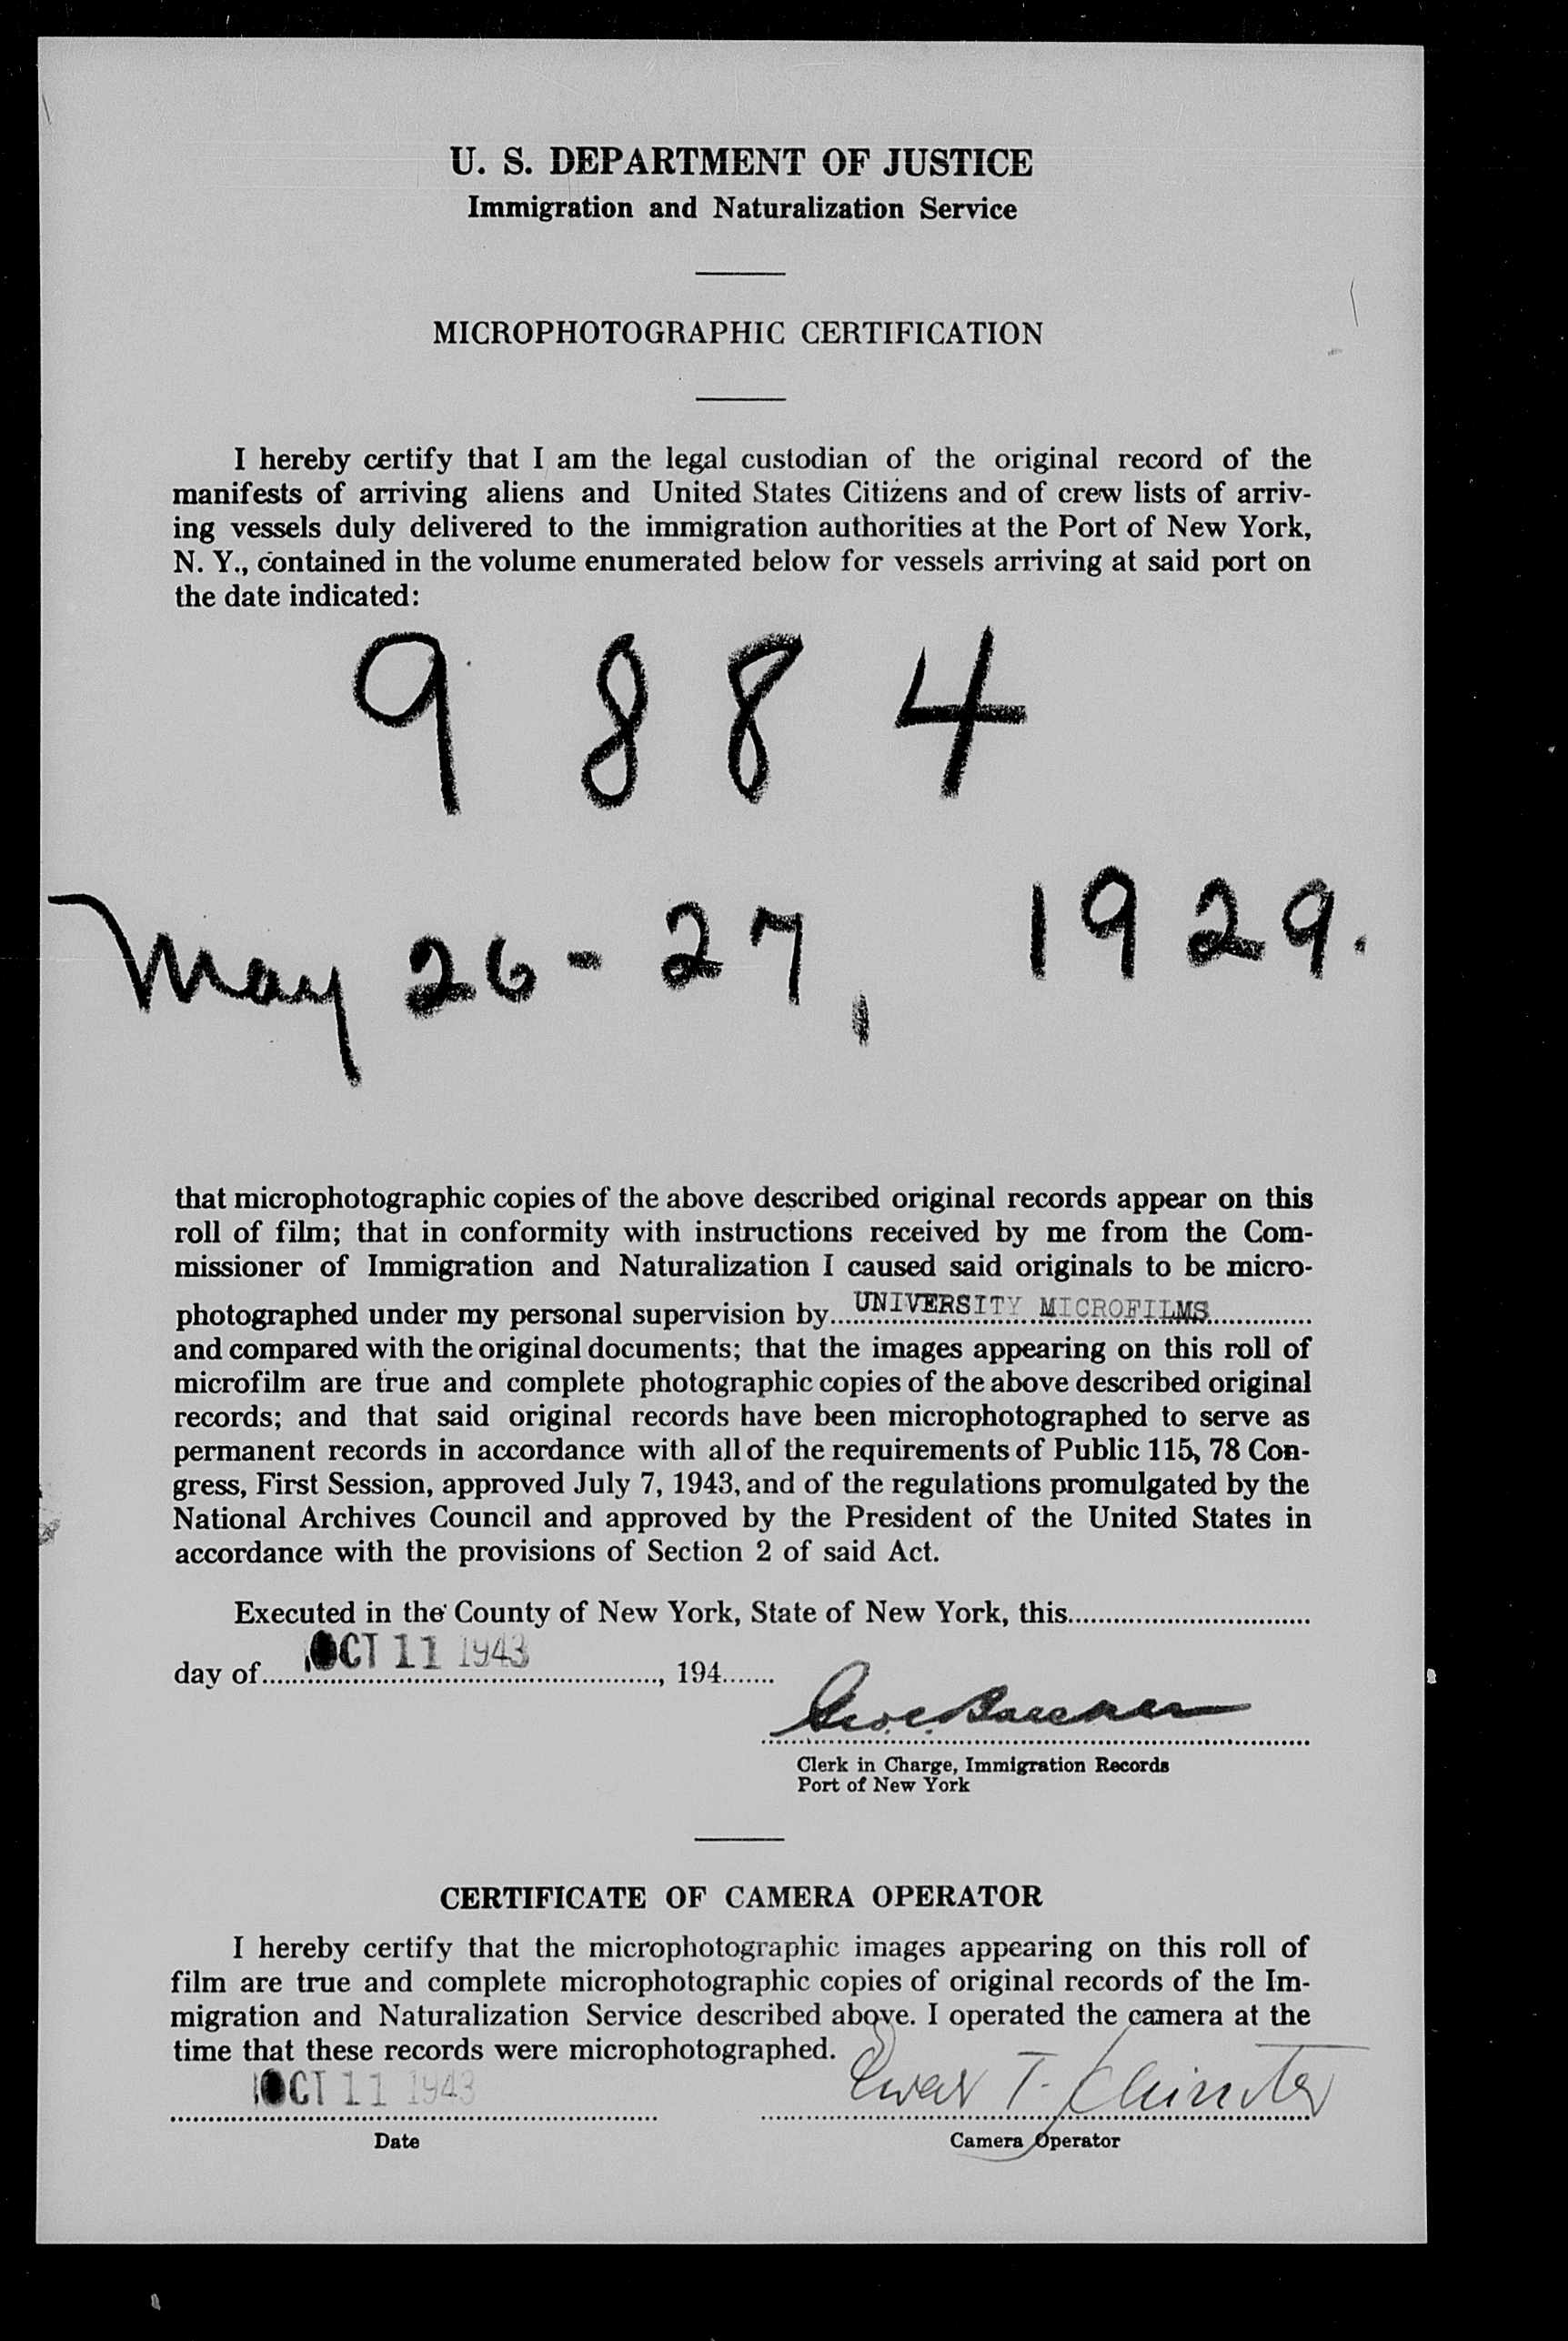 U. S. DEPARTMENT OF JUSTICE
Immigration and Naturalization Service
MICROPHOTOGRAPHIC CERTIFICATION
I hereby certify that I am the legal custodian of the original record of the
manifests of arriving aliens and United States Citizens and of crew lists of arriv-
ing vessels duly delivered to the immigration authorities at the Port of New York,
N. Y., contained in the volume enumerated below for vessels arriving at said port on
the date indicated:
9 8 8 4
May 26 - 27, 1929.
that microphotographic copies of the above described original records appear on this
roll of film; that in conformity with instructions received by me from the Com-
missioner of Immigration and Naturalization I caused said originals to be micro-
photographed under my personal supervision by UNIVERSITY MICROFILMS
and compared with the original documents; that the images appearing on this roll of
microfilm are true and complete photographic copies of the above described original
records; and that said original records have been microphotographed to serve as
permanent records in accordance with all of the requirements of Public 115, 78 Con-
gress, First Session, approved July 7, 1943, and of the regulations promulgated by the
National Archives Council and approved by the President of the United States in
accordance with the provisions of Section 2 of said Act.
Executed in the County of New York, State of New York, this
day of OCT 11 1943, 194
Clerk in Charge, Immigration Records
Port of New York
CERTIFICATE OF CAMERA OPERATOR
I hereby certify that the microphotographic images appearing on this roll of
film are true and complete microphotographic copies of original records of the Im-
migration and Naturalization Service described above. I operated the camera at the
time that these records were microphotographed.
OCT 11 1943 T.
Date Camera Operator